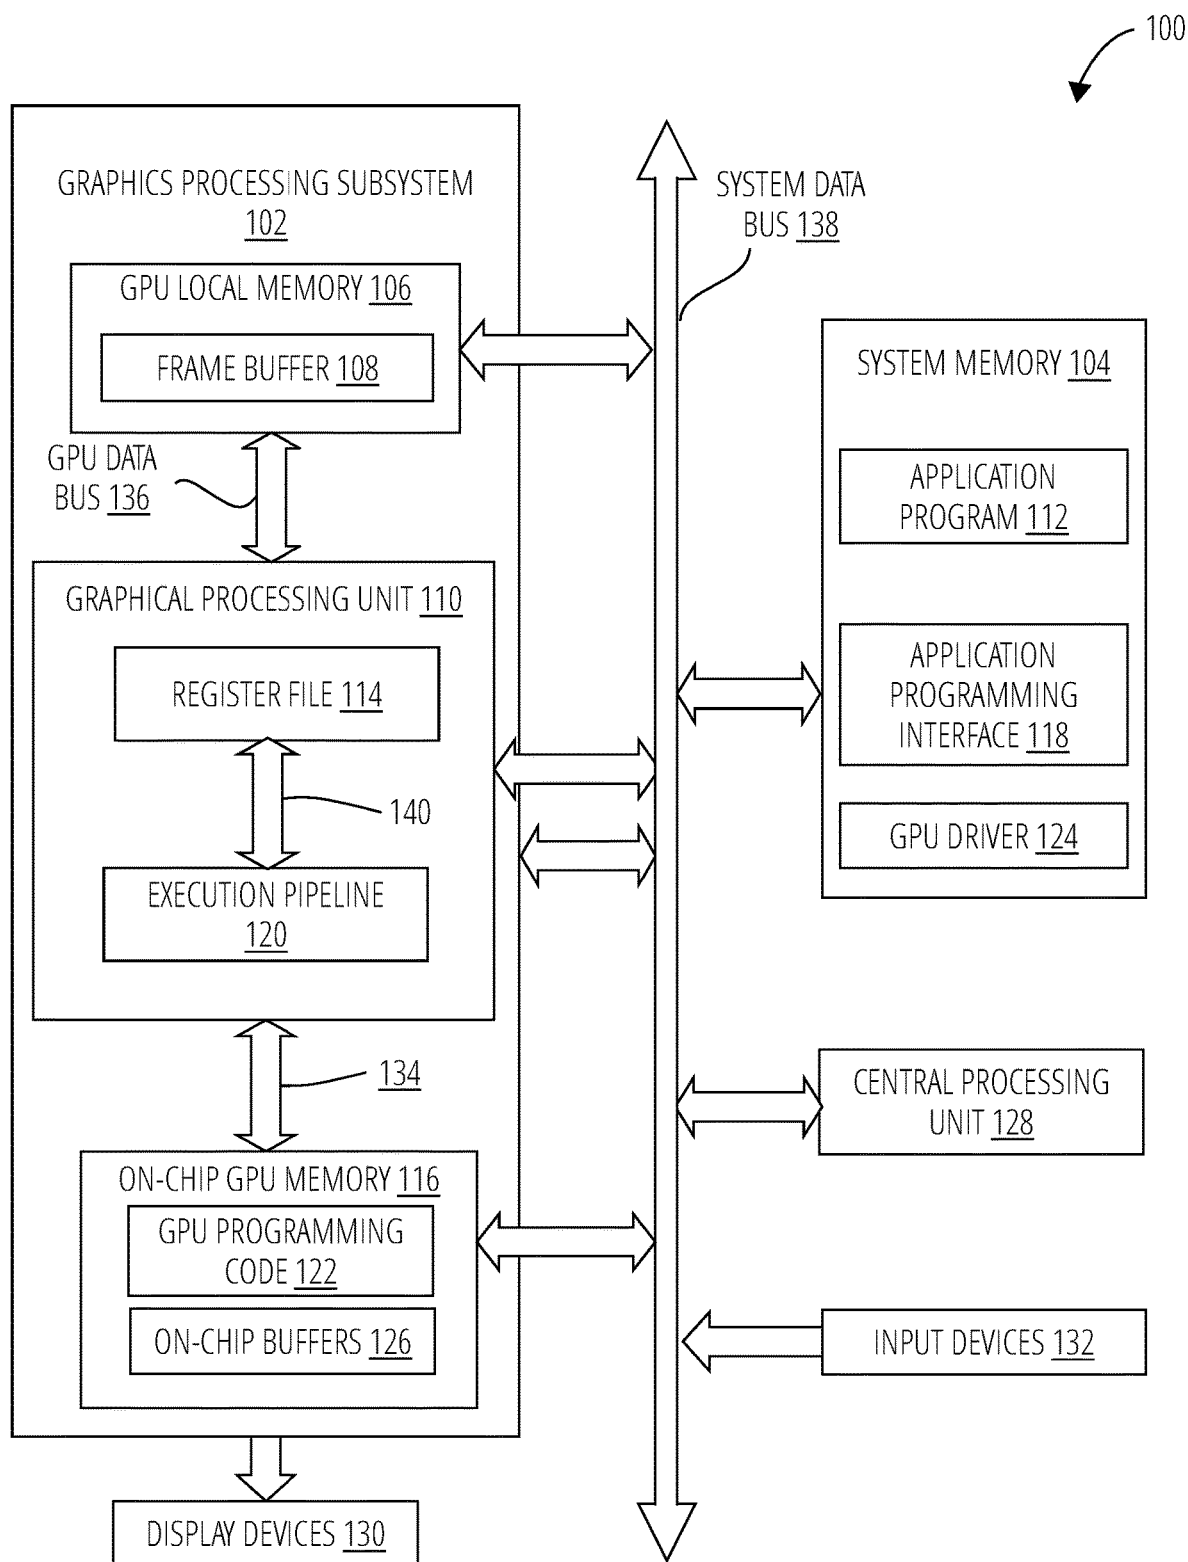 100
GRAPHICS PROCESSING SUBSYSTEM
102
GPU LOCAL MEMORY 106
FRAME BUFFER 108
GPU DATA
BUS 136
GRAPHICAL PROCESSING UNIT 110
REGISTER FILE 114
140
EXECUTION PIPELINE
120
134
ON-CHIP GPU MEMORY 116
GPU PROGRAMMING
CODE 122
ON-CHIP BUFFERS 126
DISPLAY DEVICES 130
SYSTEM DATA
BUS 138
SYSTEM MEMORY 104
APPLICATION
PROGRAM 112
APPLICATION
PROGRAMMING
INTERFACE 118
GPU DRIVER 124
CENTRAL PROCESSING
UNIT 128
INPUT DEVICES 132